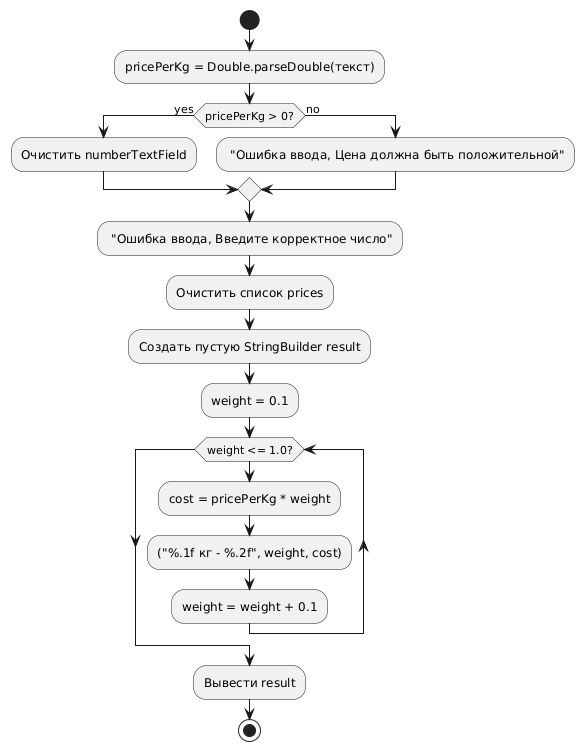 pricePerKg = Double.parseDouble(текст)
yes
pricePerKg > 0?
no
Очистить numberTextField
"Ошибка ввода, Цена должна быть положительной"
"Ошибка ввода, Введите корректное число"
Очистить список prices
Создать пустую StringBuilder result
weight = 0.1
weight <= 1.0?
cost = pricePerKg * weight
("%.1f кг - %.2f", weight, cost)
weight = weight + 0.1
Вывести result